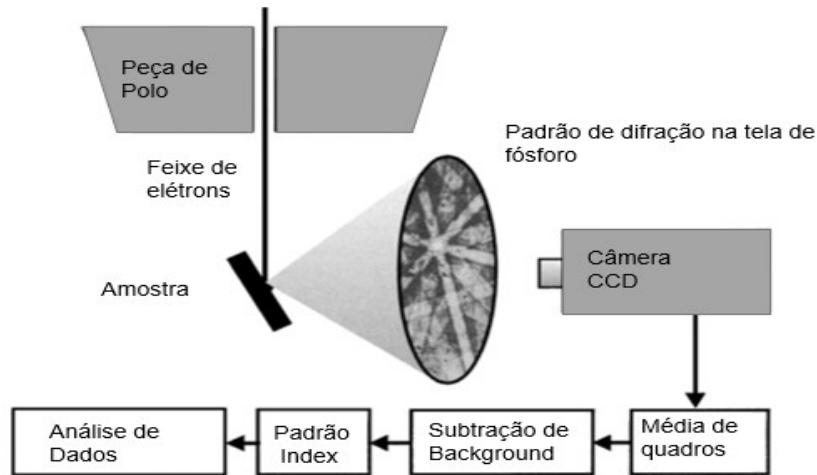 Peça de
Polo
Padrão de difração na tela de
fósforo
Feixe de
elétrons
Câmera
CCD
Amostra
Análise de
Dados
Padrão
Index
Subtração de
Background
Média de
quadros